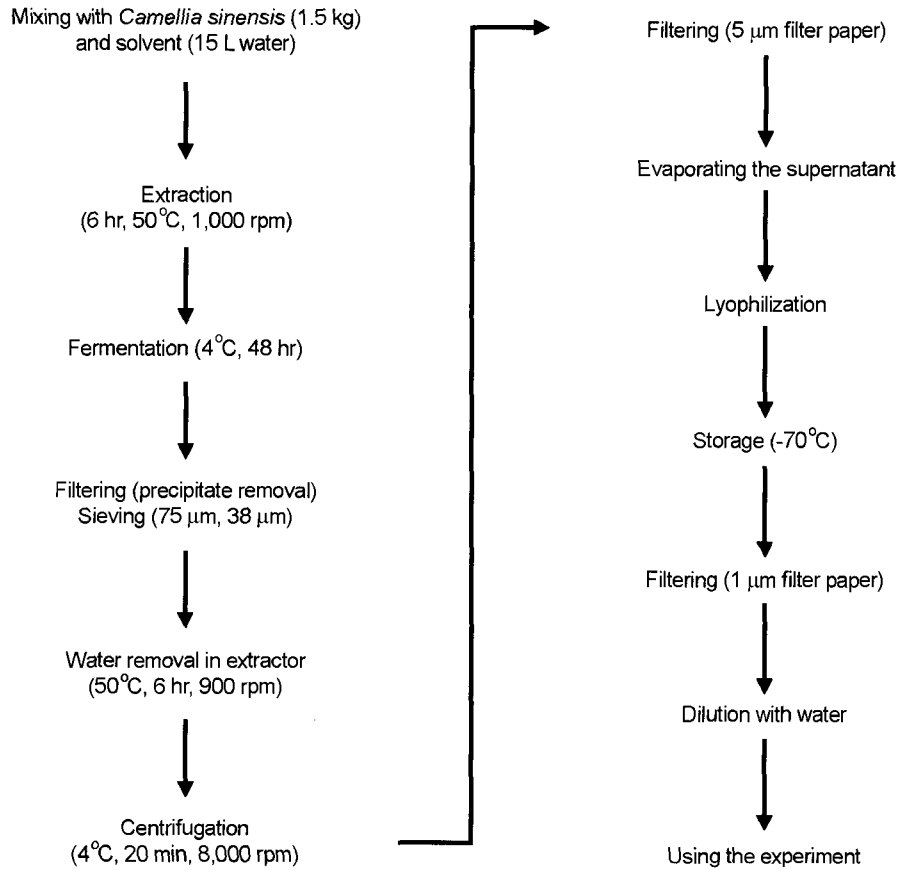 Mixing with Camellia sinensis (1.5 kg)
and solvent (15 L water)
Extraction
(6 hr, 50°C, 1,000 rpm)
Fermentation (4°C, 48 hr)
Filtering (precipitate removal)
Sieving (75 μm, 38 μm)
Water removal in extractor
(50°C, 6 hr, 900 rpm)
Centrifugation
(4°C, 20 min, 8,000 rpm)
Filtering (5 μm filter paper)
Evaporating the supernatant
Lyophilization
Storage (-70°C)
Filtering (1 μm filter paper)
Dilution with water
Using the experiment